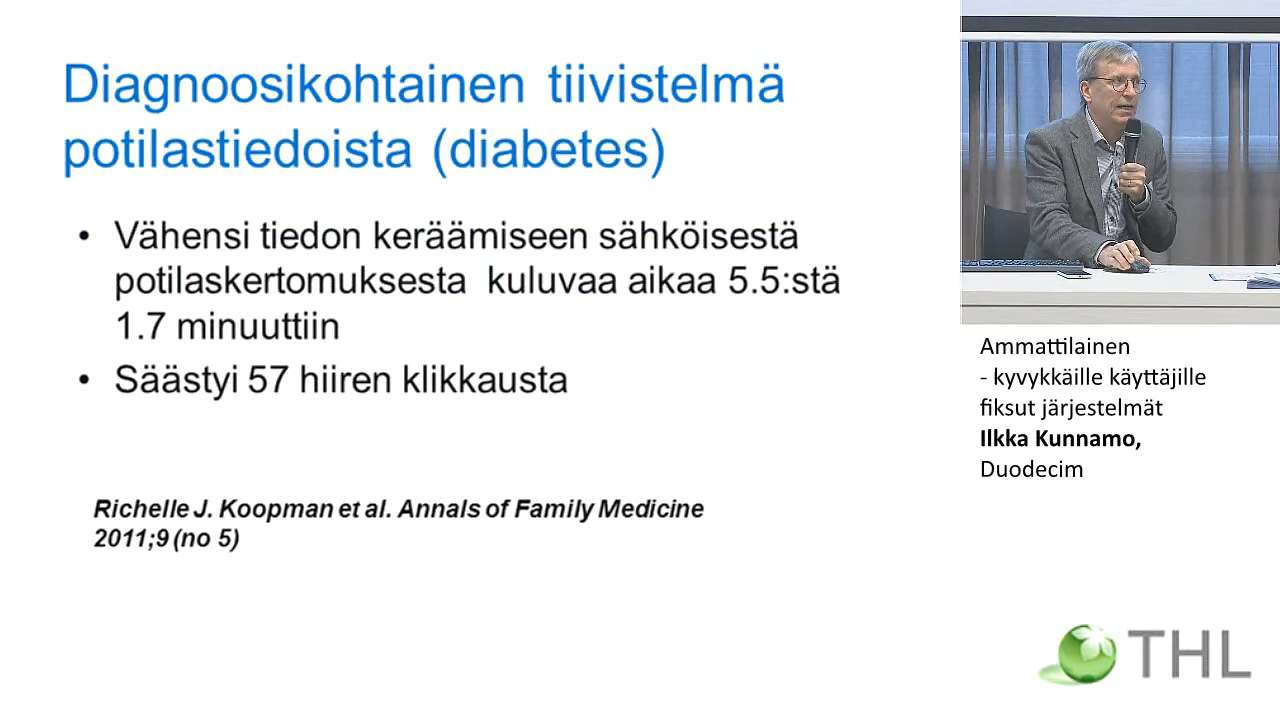 Diagnoosikohtainen tiivistelmä
potilastiedoista (diabetes)
• Vähensi tiedon keräämiseen sähköisestä
potilaskertomuksesta kuluvaa aikaa 5.5:stä
1.7 minuuttiin
• Säästyi 57 hiiren klikkausta
Richelle J. Koopman et al. Annals of Family Medicine
2011;9 (no 5)
Ammattilainen
- kyvykkäille käyttäjille
fiksut järjestelmät
Ilkka Kunnamo,
Duodecim
THL